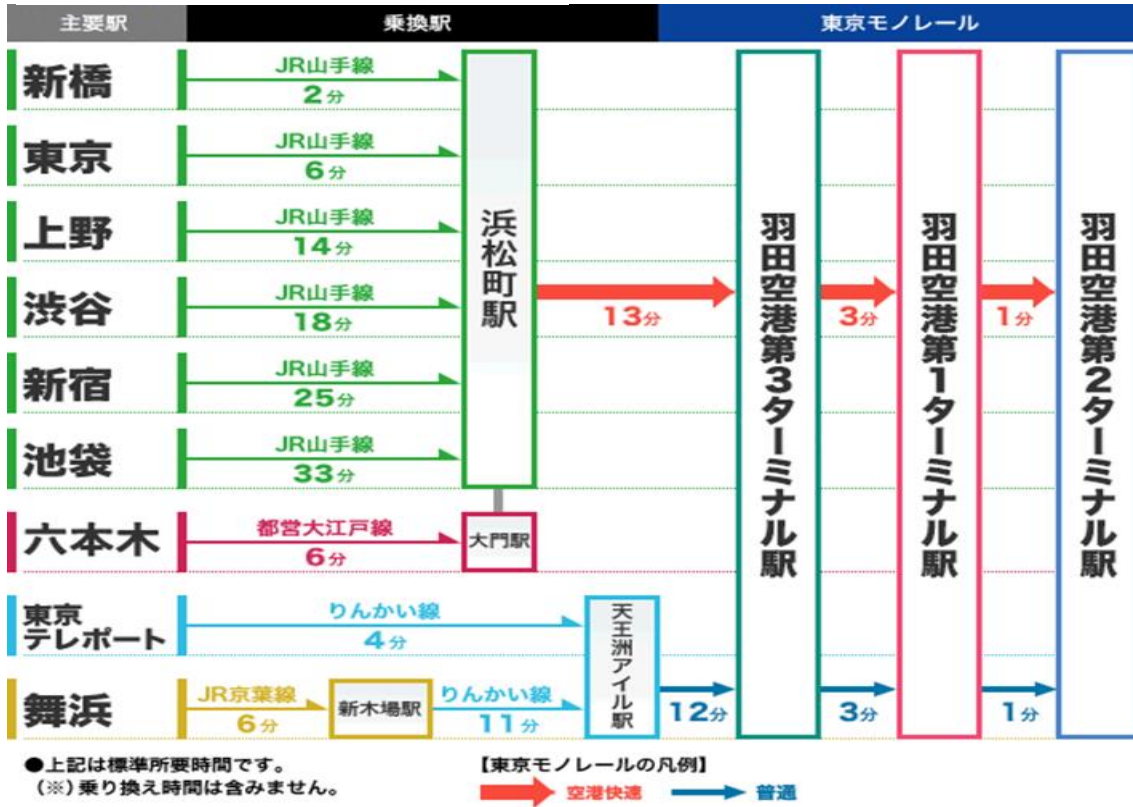 主要駅
乗換駅
東京モノレール
新橋
JR山手線
2分
東京
JR山手線
6分
上野
JR山手線
14分
渋谷
JR山手線
18分
新宿
JR山手線
25分
池袋
JR山手線
33分
浜松町駅
13分
羽田空港第3ターミナル駅
3分
羽田空港第1ターミナル駅
1分
羽田空港第2ターミナル駅
六本木
都営大江戸線
6分
大門駅
東京
テレポート
りんかい線
4分
天王洲アイル駅
舞浜
JR京葉線
6分
新木場駅
りんかい線
11分
12分
3分
1分
●上記は標準所要時間です。
(※)乗り換え時間は含みません。
【東京モノレールの凡例】
空港快速
普通